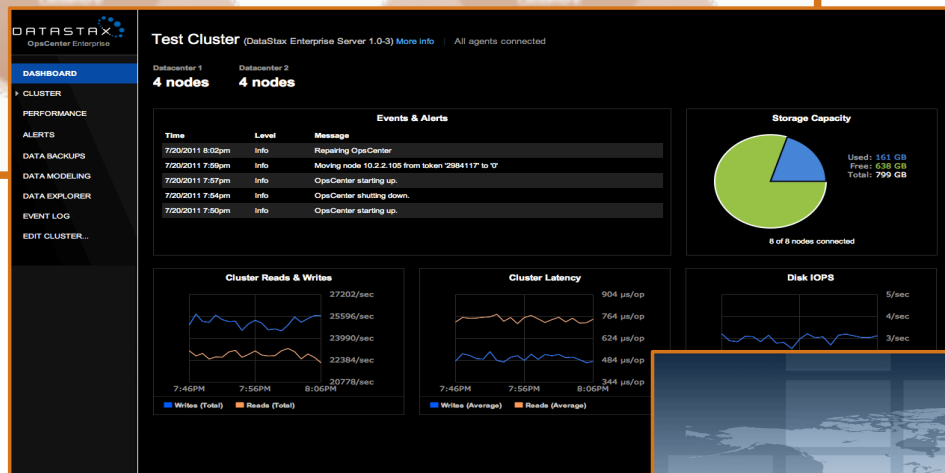 DATASTAX
OpsCenter Enterprise
DASHBOARD
CLUSTER
PERFORMANCE
ALERTS
DATA BACKUPS
DATA MODELING
DATA EXPLORER
EVENT LOG
EDIT CLUSTER...
Test Cluster (DataStax Enterprise Server 1.0-3) More info | All agents connected
Datacenter 1 Datacenter 2
4 nodes 4 nodes
Events & Alerts
Time Level Message
7/20/2011 8:02pm Info Repairing OpsCenter
7/20/2011 7:59pm Info Moving node 10.2.2.105 from token '2984117' to '0'
7/20/2011 7:57pm Info OpsCenter starting up.
7/20/2011 7:54pm Info OpsCenter shutting down.
7/20/2011 7:50pm Info OpsCenter starting up.
Storage Capacity
Used: 161 GB
Free: 638 GB
Total: 799 GB
8 of 8 nodes connected
Cluster Reads & Writes
27202/sec
25596/sec
23990/sec
22384/sec
20778/sec
7:46PM 7:56PM 8:06PM
Writes (Total) Reads (Total)
Cluster Latency
904 µs/op
764 µs/op
624 µs/op
484 µs/op
344 µs/op
7:46PM 7:56PM 8:06PM
Writes (Average) Reads (Average)
Disk IOPS
5/sec
4/sec
3/sec